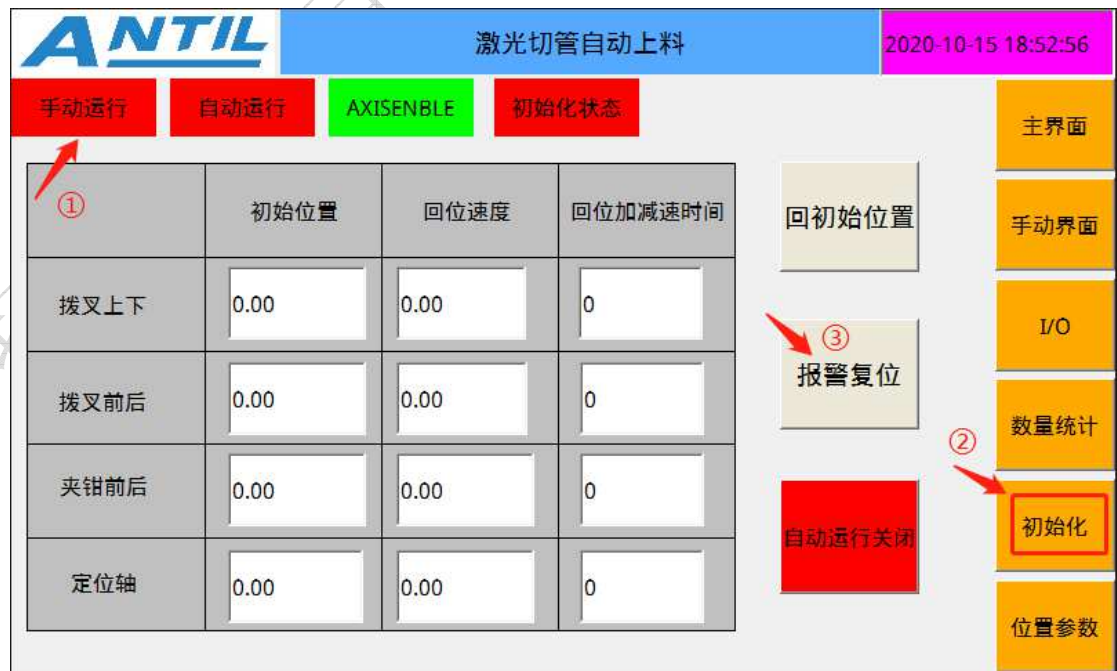 ANTIL
激光切管自动上料
2020-10-15 18:52:56
手动运行
自动运行
AXISENBLE
初始化状态
主界面
①
初始位置
回位速度
回位加减速时间
回初始位置
手动界面
拨叉上下
0.00
0.00
0
I/O
③
报警复位
拨叉前后
0.00
0.00
0
数量统计
②
夹钳前后
0.00
0.00
0
自动运行关闭
初始化
定位轴
0.00
0.00
0
位置参数